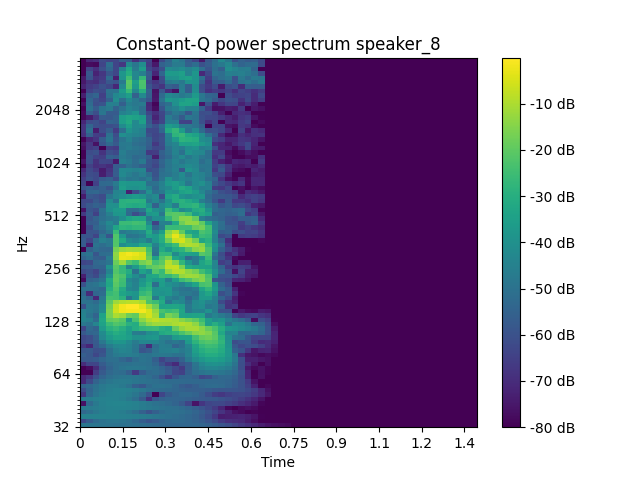 Constant-Q power spectrum speaker_8
Hz
2048
1024
512
256
128
64
32
0 0.15 0.3 0.45 0.6 0.75 0.9 1.1 1.2 1.4
Time
-10 dB
-20 dB
-30 dB
-40 dB
-50 dB
-60 dB
-70 dB
-80 dB